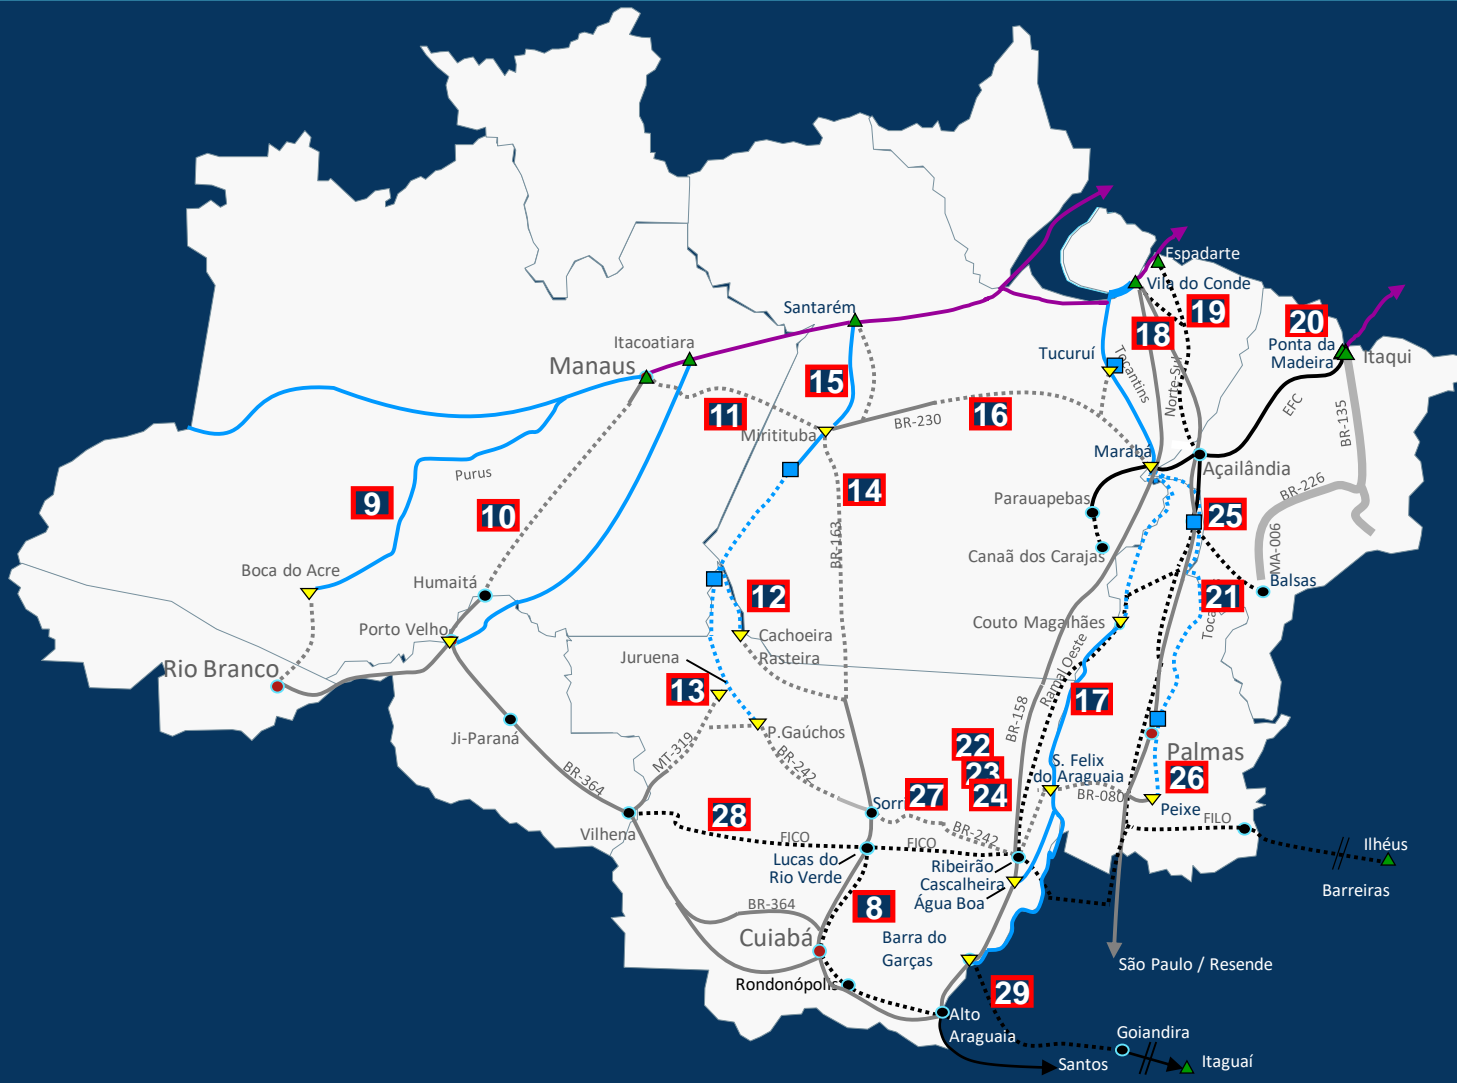 Espadarte
Vila do Conde
19
20
Santarém
18
Ponta da
Madeira
Itaqui
Itacoatiara
Manaus
Tucuruí
Tocantins
Norte-Sul
15
EFC
BR-135
11
Miritituba
BR-230
16
Marabá
Açailândia
Purus
9
10
14
Parauapebas
BR-226
25
BR-163
Canaã dos Carajas
MA-006
Boca do Acre
Humaitá
12
21
Balsas
Porto Velho
Cachoeira
Rasteira
Couto Magalhães
Rio Branco
Juruena
13
Ramal Oeste
17
Ji-Paraná
P.Gaúchos
BR-158
22
23
24
Palmas
MT-319
BR-242
S. Felix
do Araguaia
26
BR-364
BR-080
Peixe
27
28
Vilhena
FICO
FICO
BR-242
FILO
Lucas do
Rio Verde
Ribeirão
Cascalheira
Água Boa
Ilhéus
Barreiras
BR-364
8
Cuiabá
Barra do
Garças
São Paulo / Resende
Rondonópolis
29
Alto
Araguaia
Goiandira
Santos
Itaguaí